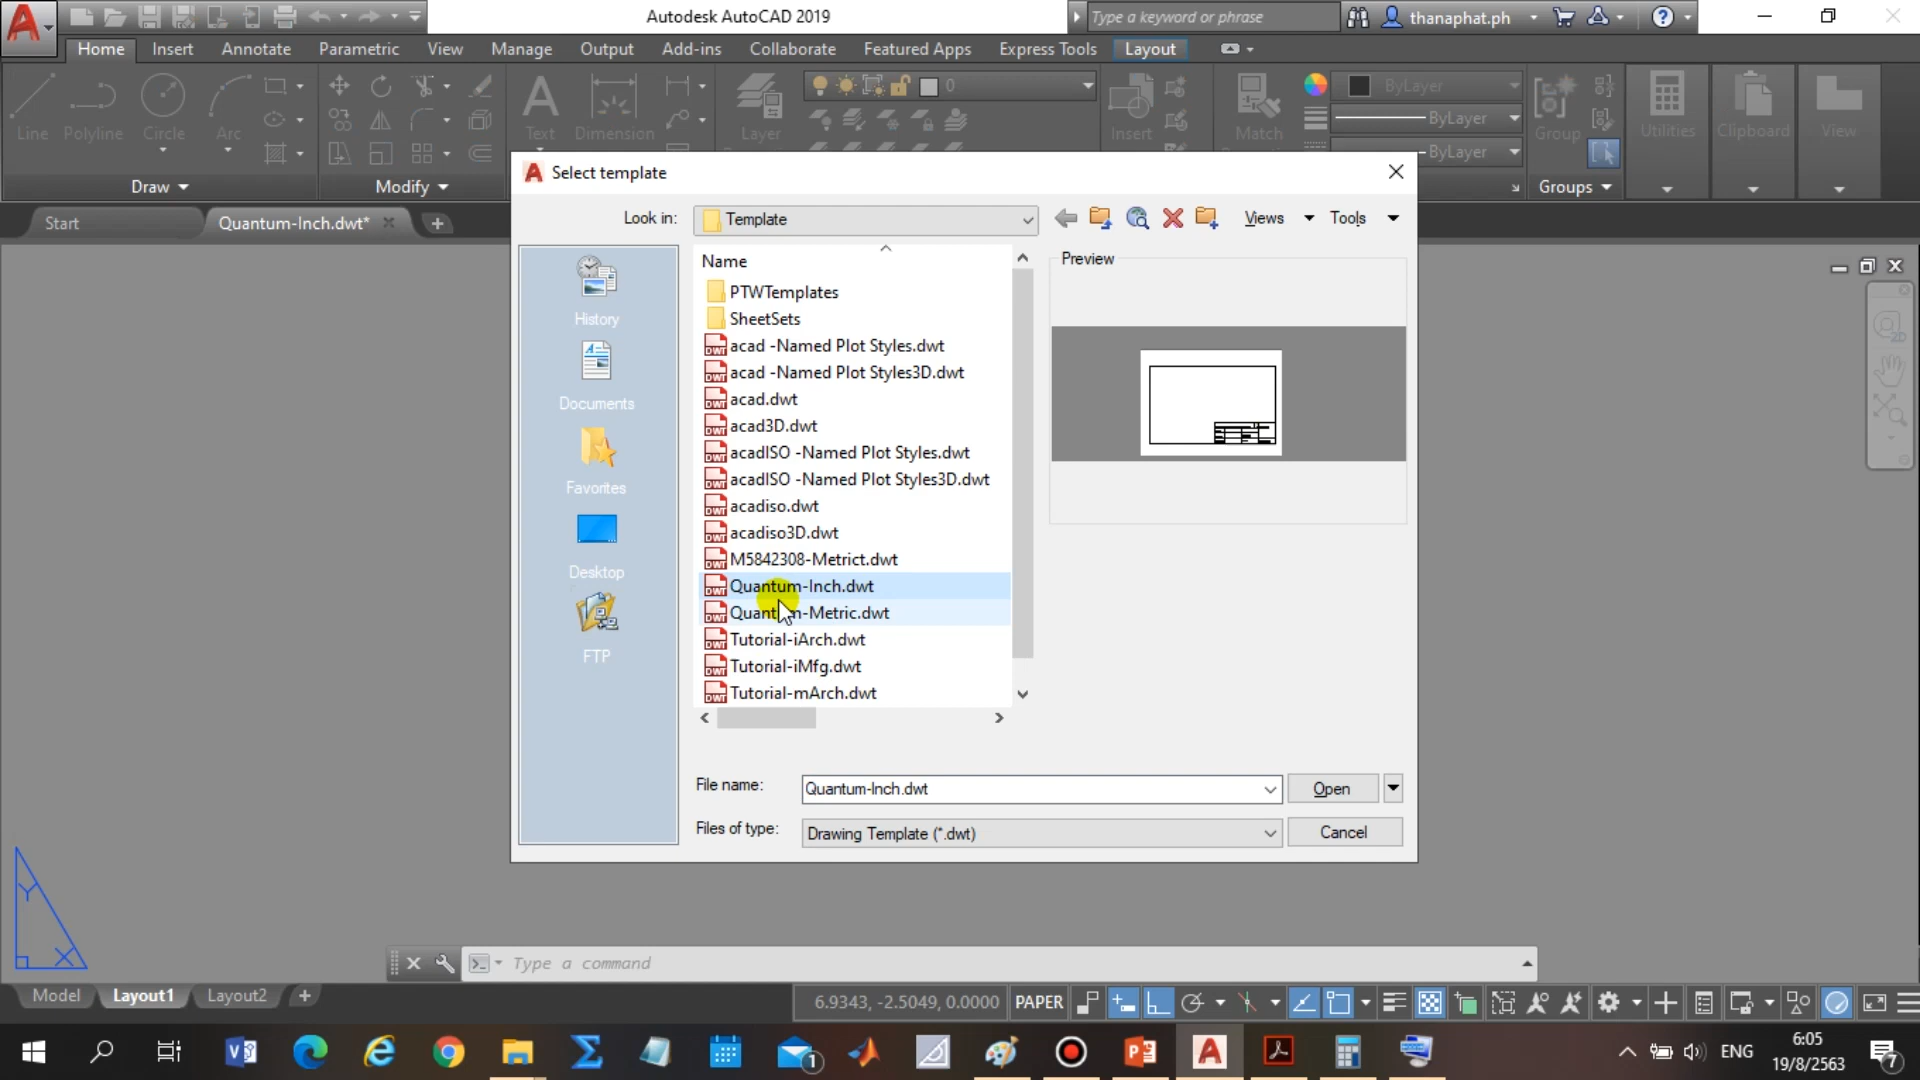 Autodesk AutoCAD 2019
Type a keyword or phrase
thanaphat.ph
Home Insert Annotate Parametric View Manage Output Add-ins Collaborate Featured Apps Express Tools Layout
Line Polyline Circle Arc
Text Dimension Layer
0
Insert Match
ByLayer
ByLayer
ByLayer
Group Utilities Clipboard View
Draw Modify Groups
Start Quantum-Inch.dwt*
Select template
Look in: Template
Views Tools
Name
PTWTemplates
SheetSets
acad -Named Plot Styles.dwt
acad -Named Plot Styles3D.dwt
acad.dwt
acad3D.dwt
acadISO -Named Plot Styles.dwt
acadISO -Named Plot Styles3D.dwt
acadiso.dwt
acadiso3D.dwt
M5842308-Metrict.dwt
Quantum-Inch.dwt
Quantum-Metric.dwt
Tutorial-iArch.dwt
Tutorial-iMfg.dwt
Tutorial-mArch.dwt
History
Documents
Favorites
Desktop
FTP
Preview
File name: Quantum-Inch.dwt Open
Files of type: Drawing Template (*.dwt) Cancel
Y
X
Type a command
Model Layout1 Layout2
6.9343, -2.5049, 0.0000 PAPER
ENG
6:05
19/8/2563
1
7